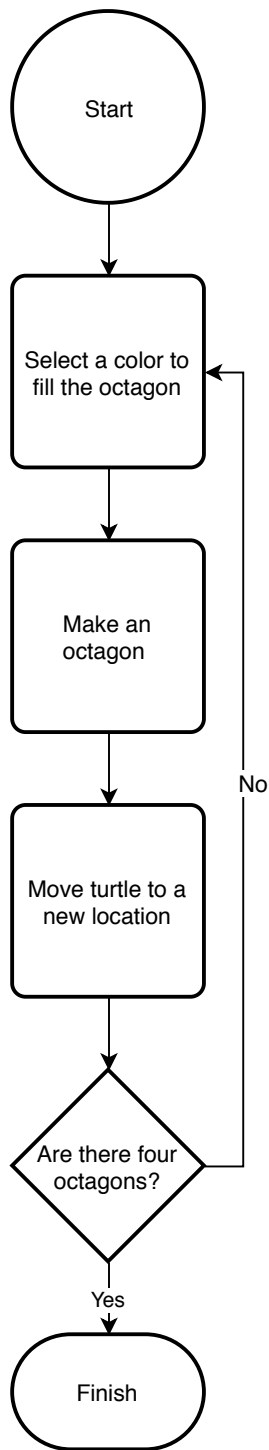 Start
Select a color to
fill the octagon
Make an
octagon
No
Move turtle to a
new location
Are there four
octagons?
Yes
Finish